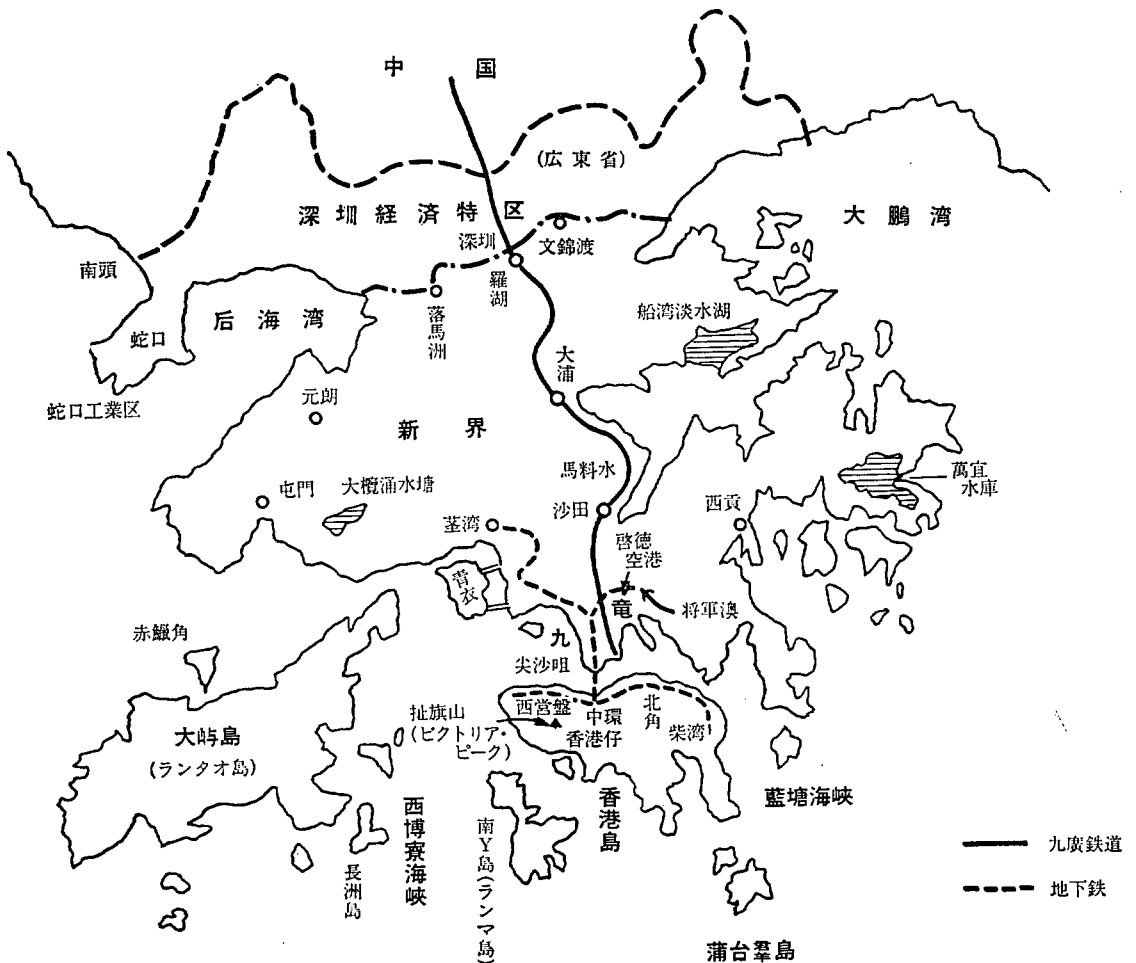 中国
(広東省)
深圳経済特区
大鵬湾
深圳
文錦渡
南頭
羅湖
后海湾
落馬洲
船湾淡水湖
蛇口
大浦
蛇口工業区
元朗
新界
馬料水
萬宜
水庫
屯門
大欖涌水塘
沙田
西貢
茎湾
啓徳
空港
青衣
竜
将軍澳
赤鱲角
九
尖沙咀
西営盤
中環
北角
柴湾
香港仔
扯旗山
(ビクトリア・
ピーク)
大屿島
(ランタオ島)
藍塘海峡
香港島
西博寮海峡
南Y島(ランマ島)
長洲島
九廣鉄道
地下鉄
蒲台羣島